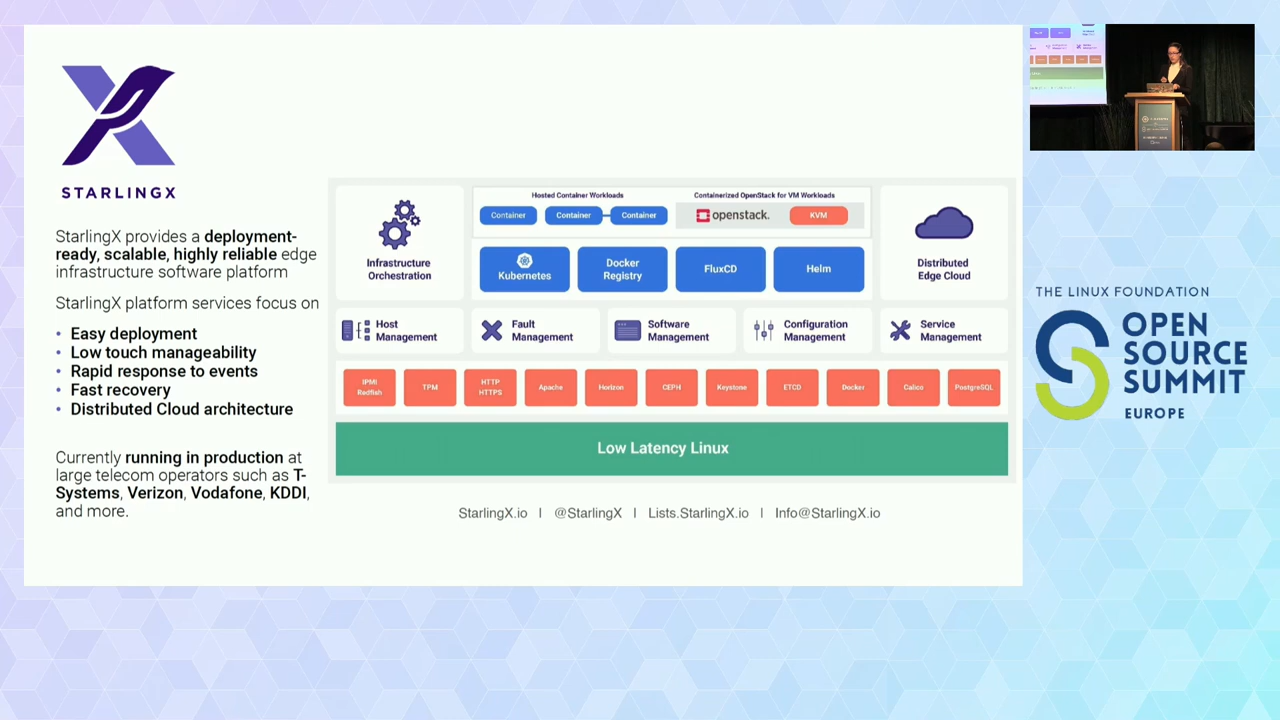 STARLINGX
StarlingX provides a deployment-
ready, scalable, highly reliable edge
infrastructure software platform
StarlingX platform services focus on
• Easy deployment
• Low touch manageability
• Rapid response to events
• Fast recovery
• Distributed Cloud architecture
Currently running in production at
large telecom operators such as T-
Systems, Verizon, Vodafone, KDDI,
and more.
Infrastructure
Orchestration
Hosted Container Workloads
Container
Container
Container
Containerized OpenStack for VM Workloads
openstack.
KVM
Kubernetes
Docker
Registry
FluxCD
Helm
Distributed
Edge Cloud
Host
Management
Fault
Management
Software
Management
Configuration
Management
Service
Management
IPMI
Redfish
TPM
HTTP
HTTPS
Apache
Horizon
CEPH
Keystone
ETCD
Docker
Calico
PostgreSQL
Low Latency Linux
StarlingX.io | @StarlingX | Lists.StarlingX.io | Info@StarlingX.io
THE LINUX FOUNDATION
OPEN
SOURCE
SUMMIT
EUROPE